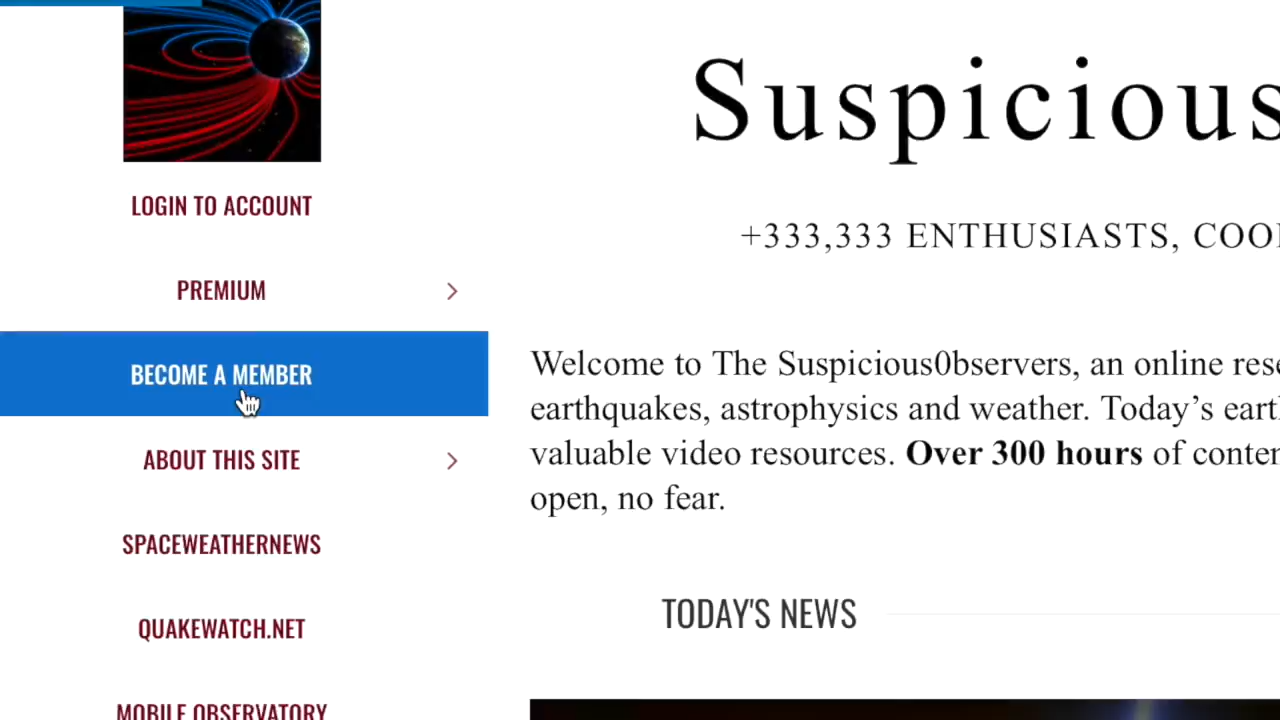 LOGIN TO ACCOUNT
PREMIUM
BECOME A MEMBER
ABOUT THIS SITE
SPACEWEATHERNEWS
QUAKEWATCH.NET
MOBILE OBSERVATORY
Suspicious
+333,333 ENTHUSIASTS,
Welcome to The Suspicious0bservers, an online
earthquakes, astrophysics and weather. Today’s
valuable video resources. Over 300 hours of
open, no fear.
TODAY'S NEWS